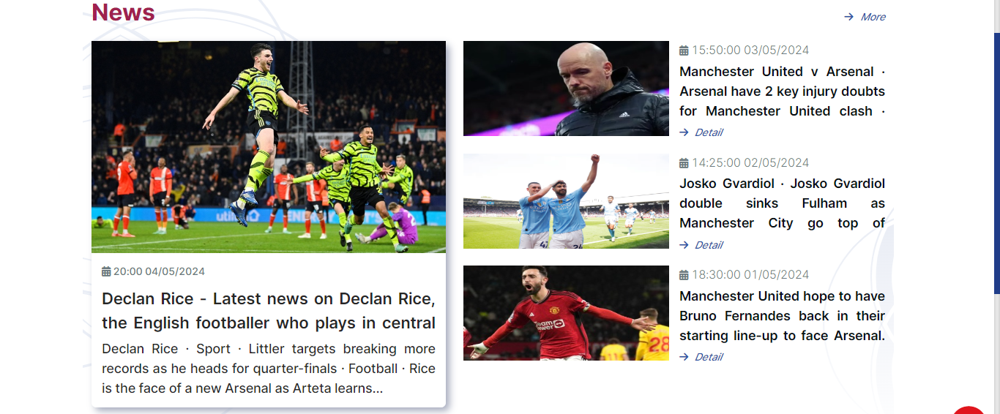 News
More
20:00 04/05/2024
Declan Rice - Latest news on Declan Rice,
the English footballer who plays in central
Declan Rice · Sport · Littler targets breaking more
records as he heads for quarter-finals · Football · Rice
is the face of a new Arsenal as Arteta learns...
15:50:00 03/05/2024
Manchester United v Arsenal ·
Arsenal have 2 key injury doubts
for Manchester United clash ·
Detail
14:25:00 02/05/2024
Josko Gvardiol · Josko Gvardiol
double sinks Fulham as
Manchester City go top of
Detail
TeamViewer
28
18:30:00 01/05/2024
Manchester United hope to have
Bruno Fernandes back in their
starting line-up to face Arsenal.
Detail